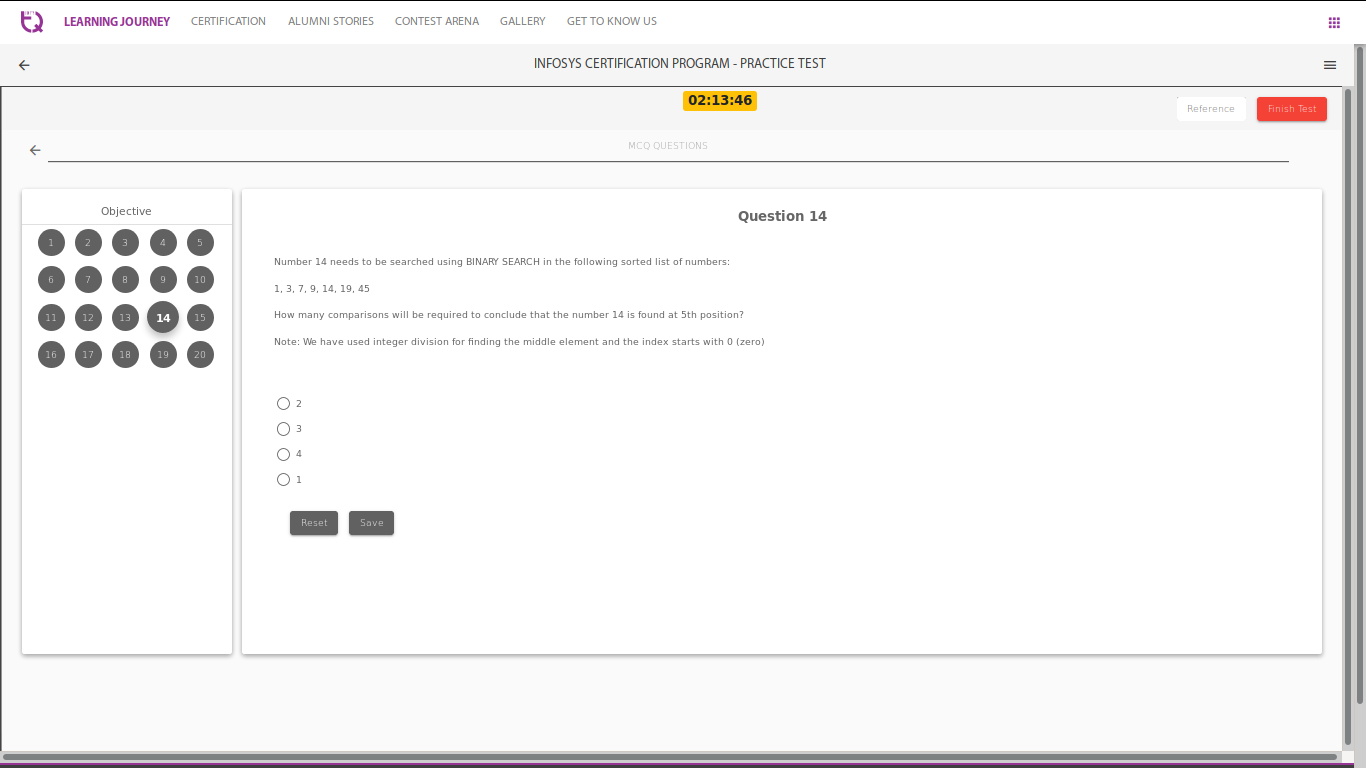 LEARNING JOURNEY CERTIFICATION ALUMNI STORIES CONTEST ARENA GALLERY GET TO KNOW US
INFOSYS CERTIFICATION PROGRAM - PRACTICE TEST
02:13:46
Reference Finish Test
MCQ QUESTIONS
Objective
1 2 3 4 5
6 7 8 9 10
11 12 13 14 15
16 17 18 19 20
Question 14
Number 14 needs to be searched using BINARY SEARCH in the following sorted list of numbers:
1, 3, 7, 9, 14, 19, 45
How many comparisons will be required to conclude that the number 14 is found at 5th position?
Note: We have used integer division for finding the middle element and the index starts with 0 (zero)
2
3
4
1
Reset Save